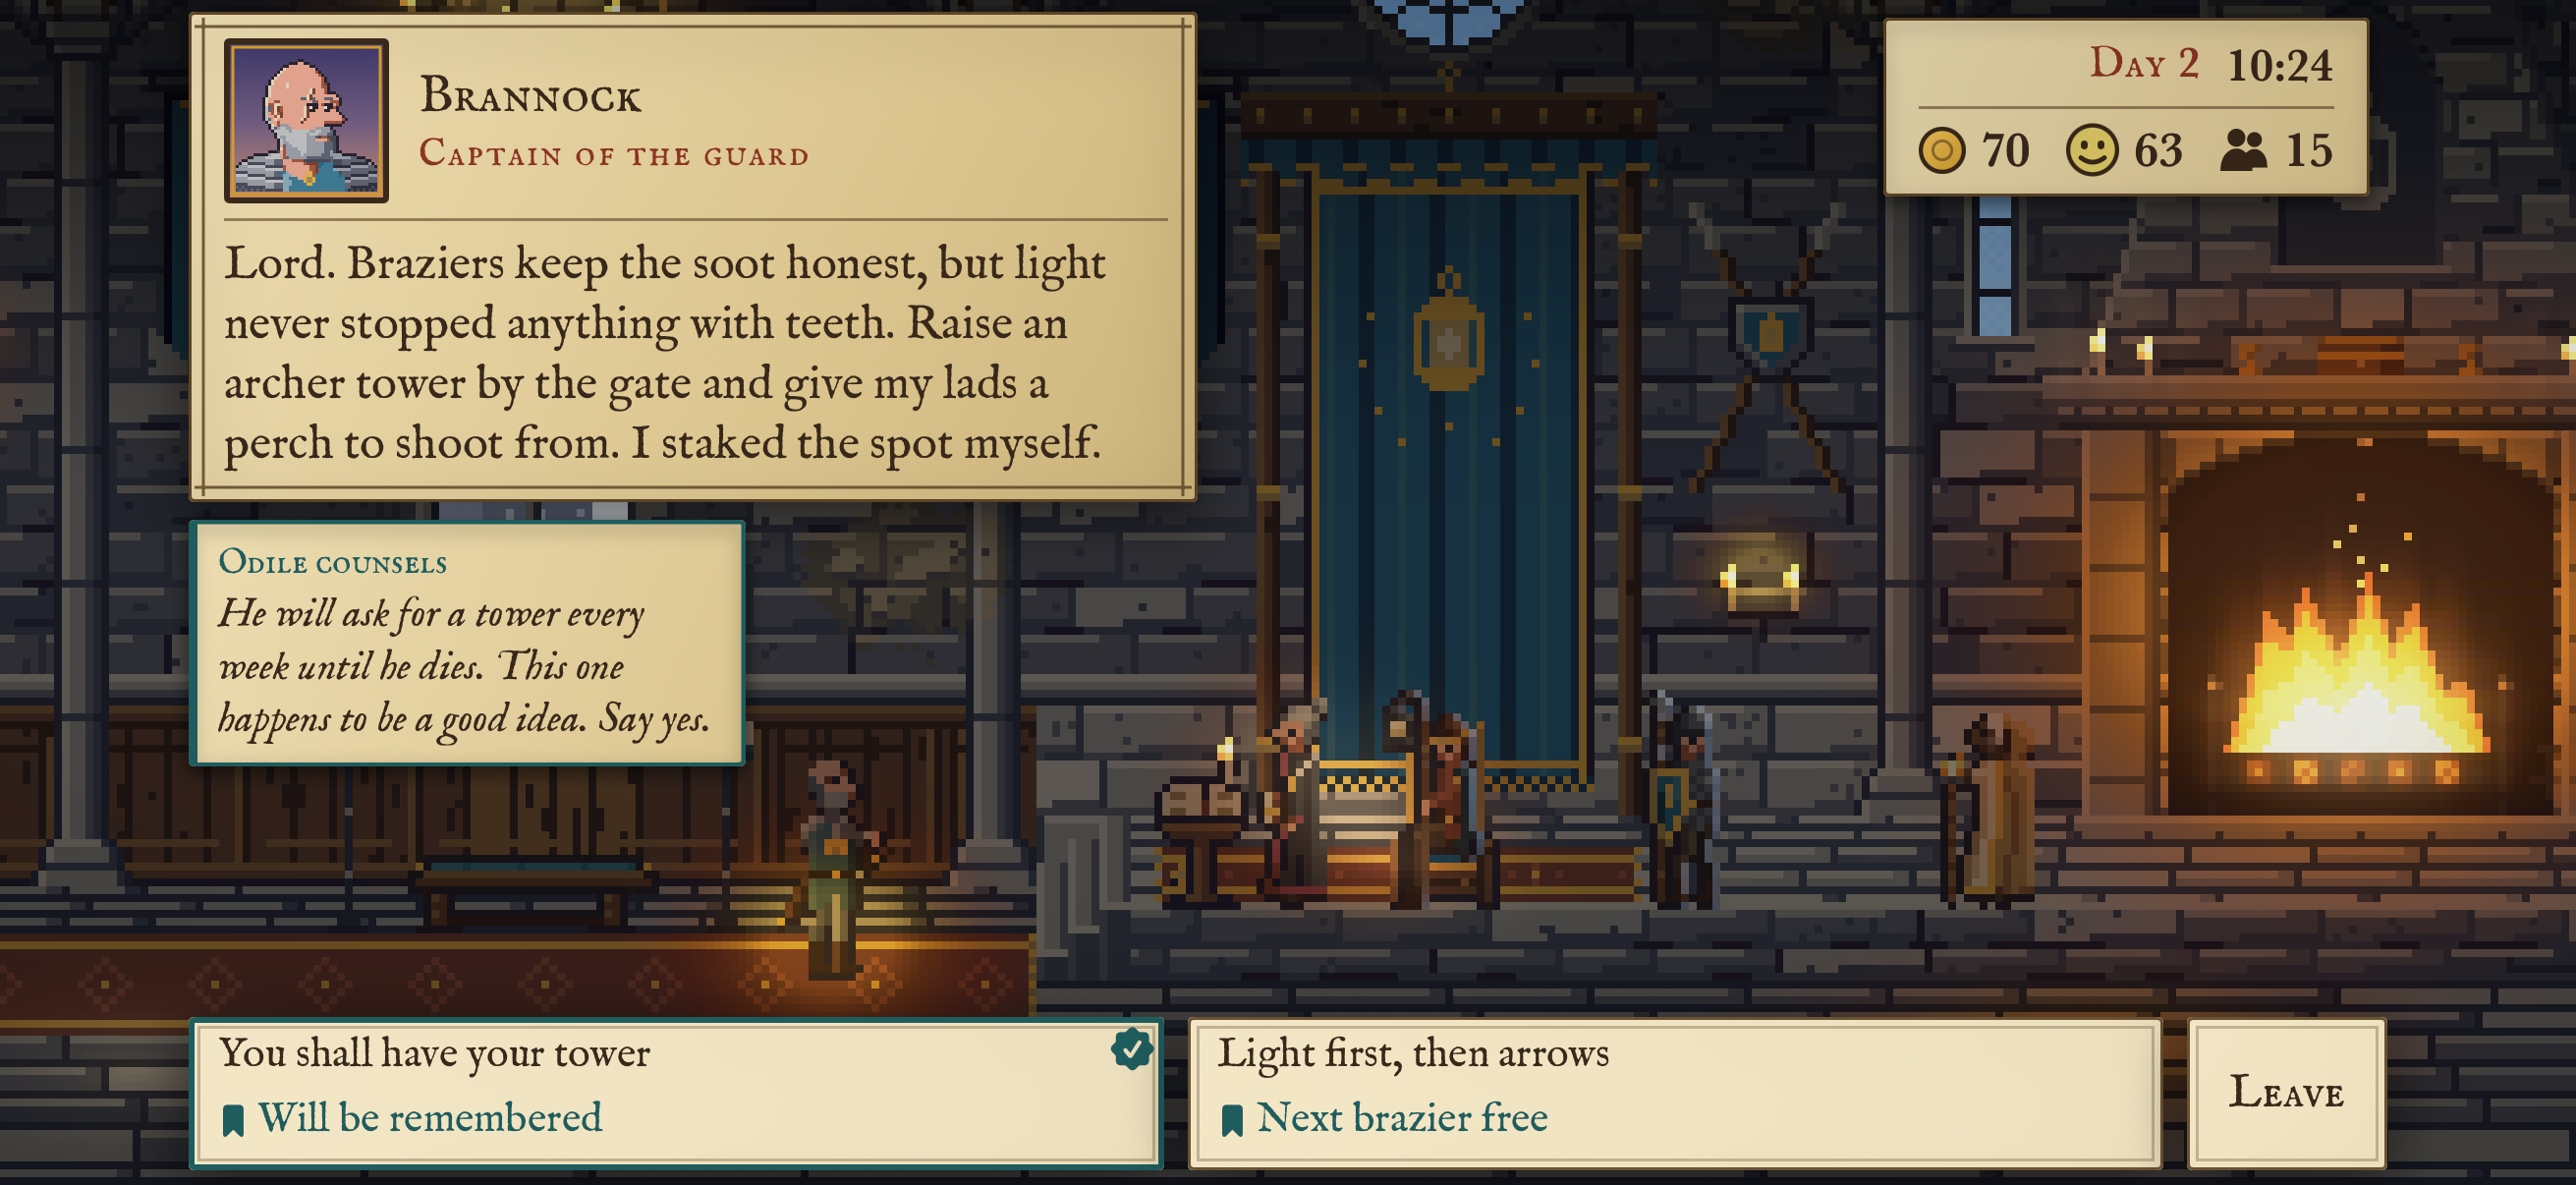 Brannock
Captain of the guard
Lord. Braziers keep the soot honest, but light
never stopped anything with teeth. Raise an
archer tower by the gate and give my lads a
perch to shoot from. I staked the spot myself.
Day 2 10:24
70 63 15
Odile counsels
He will ask for a tower every
week until he dies. This one
happens to be a good idea. Say yes.
You shall have your tower
Will be remembered
Light first, then arrows
Next brazier free
Leave